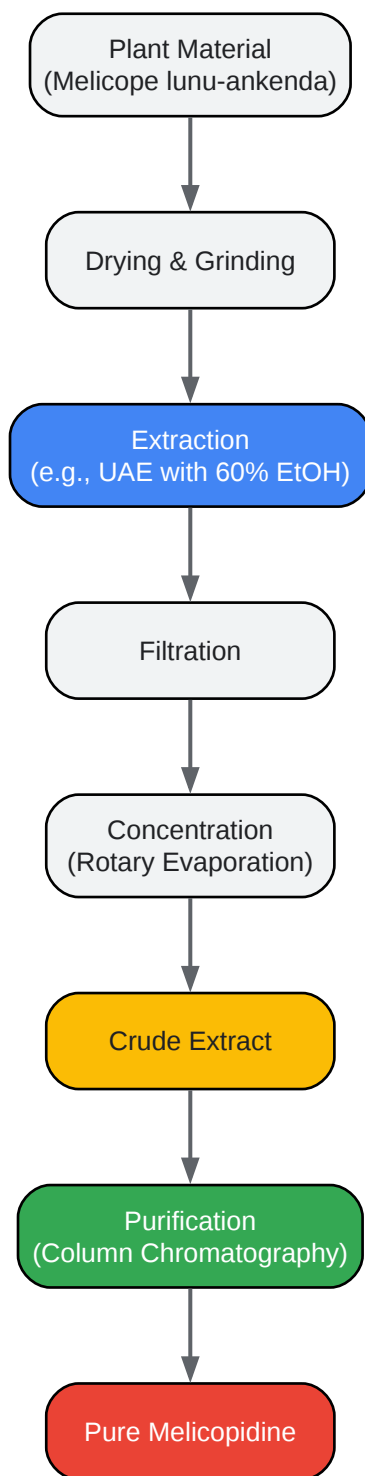 Plant Material
(Melicope lunu-ankenda)
Drying & Grinding
Extraction
(e.g., UAE with 60% EtOH)
Filtration
Concentration
(Rotary Evaporation)
Crude Extract
Purification
(Column Chromatography)
Pure Melicopidine